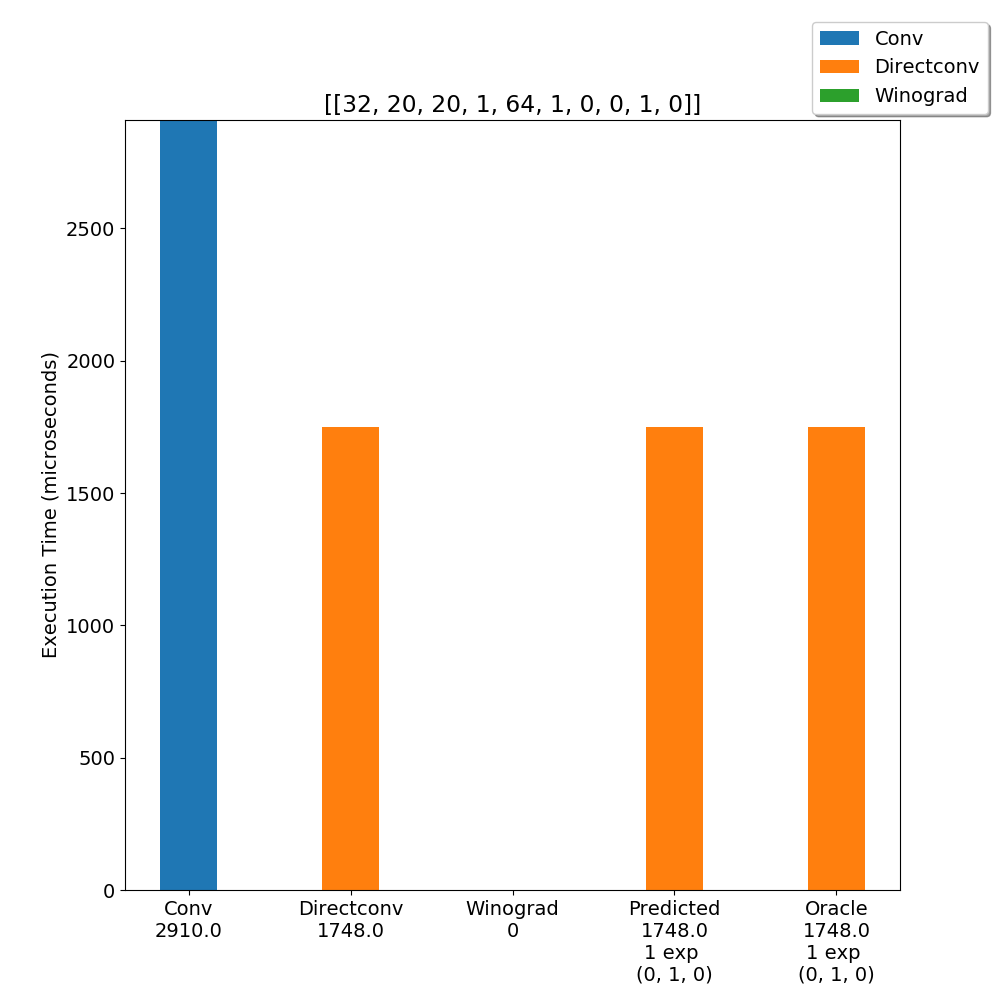 Conv
Directconv
Winograd
[[32, 20, 20, 1, 64, 1, 0, 0, 1, 0]]
Execution Time (microseconds)
2500
2000
1500
1000
500
0
Conv
2910.0
Directconv
1748.0
Winograd
0
Predicted
1748.0
1 exp
(0, 1, 0)
Oracle
1748.0
1 exp
(0, 1, 0)